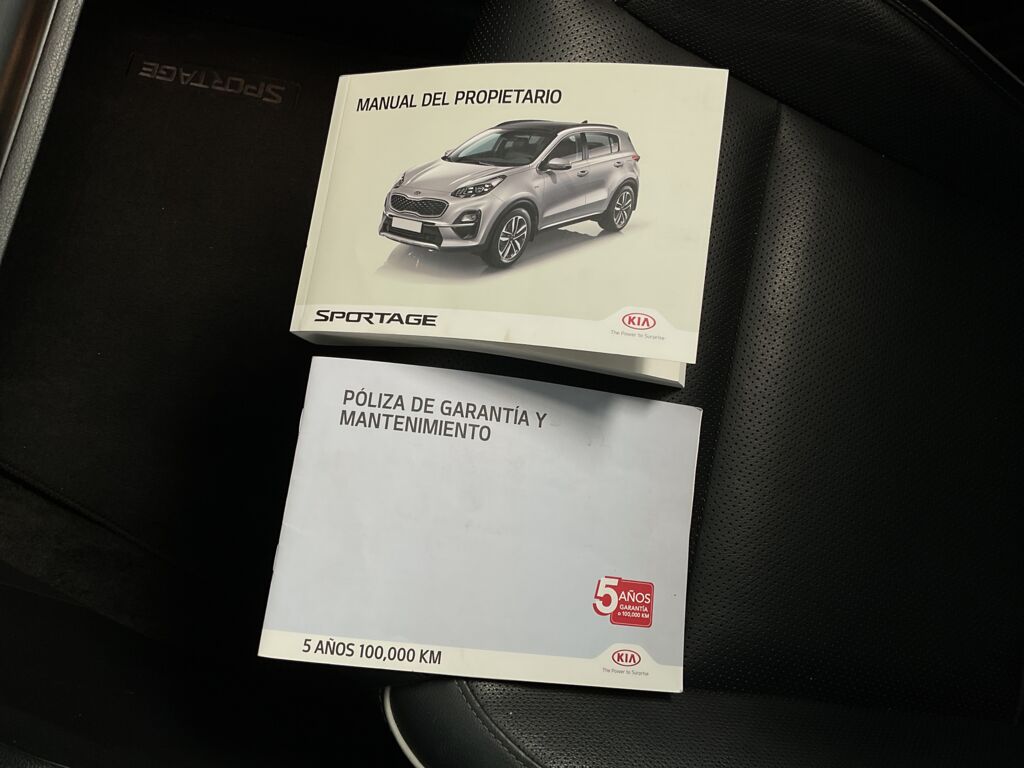 SPORTAGE
MANUAL DEL PROPIETARIO
SPORTAGE
KIA
The Power to Surprise
PÓLIZA DE GARANTÍA Y
MANTENIMIENTO
5 AÑOS
GARANTÍA
o 100,000 KM
5 AÑOS 100,000 KM
KIA
The Power to Surprise